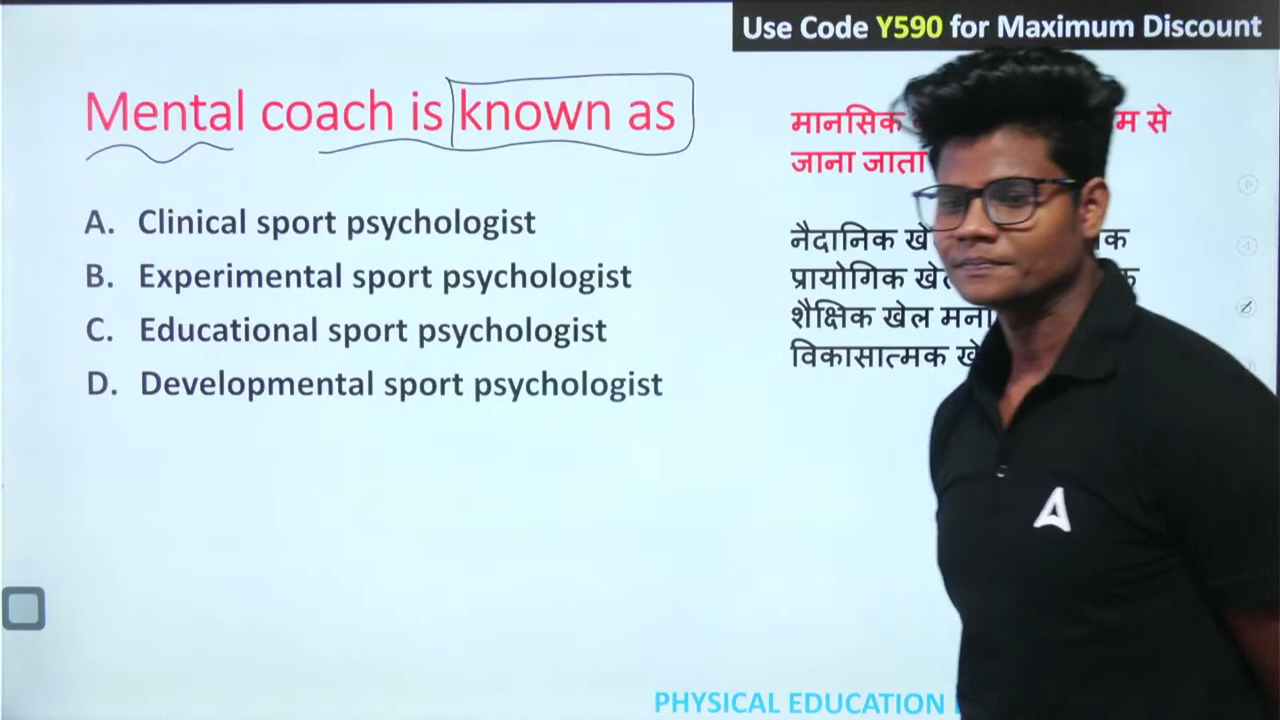 Use Code Y590 for Maximum Discount
Mental coach is known as
A. Clinical sport psychologist
B. Experimental sport psychologist
C. Educational sport psychologist
D. Developmental sport psychologist
मानसिक से
जाना जाता
नैदानिक
प्रायोगिक
शैक्षिक खेल
विकासात्मक
PHYSICAL EDUCATION